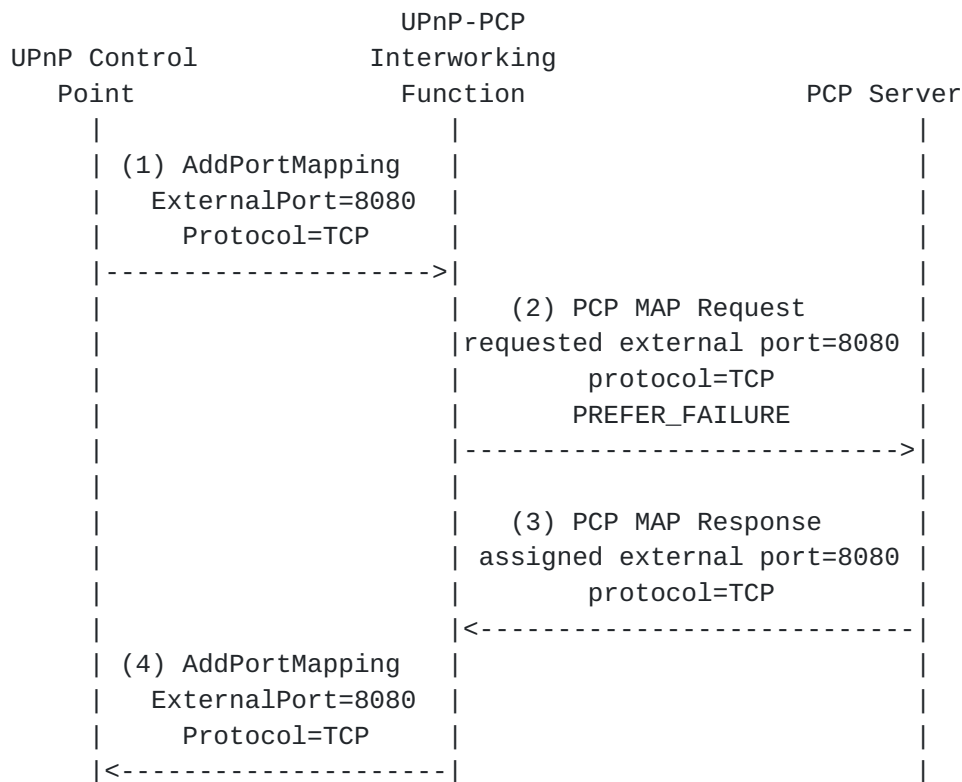 UPnP-PCP
UPnP Control           Interworking
   Point                 Function                  PCP Server
     |                      |                             |
     | (1) AddPortMapping   |                             |
     |   ExternalPort=8080  |                             |
     |     Protocol=TCP     |                             |
     |--------------------->|                             |
     |                      |   (2) PCP MAP Request       |
     |                      |requested external port=8080 |
     |                      |        protocol=TCP         |
     |                      |       PREFER_FAILURE        |
     |                      |---------------------------->|
     |                      |                             |
     |                      |   (3) PCP MAP Response      |
     |                      | assigned external port=8080 |
     |                      |        protocol=TCP         |
     |                      |<----------------------------|
     | (4) AddPortMapping   |                             |
     |   ExternalPort=8080  |                             |
     |     Protocol=TCP     |                             |
     |<---------------------|                             |